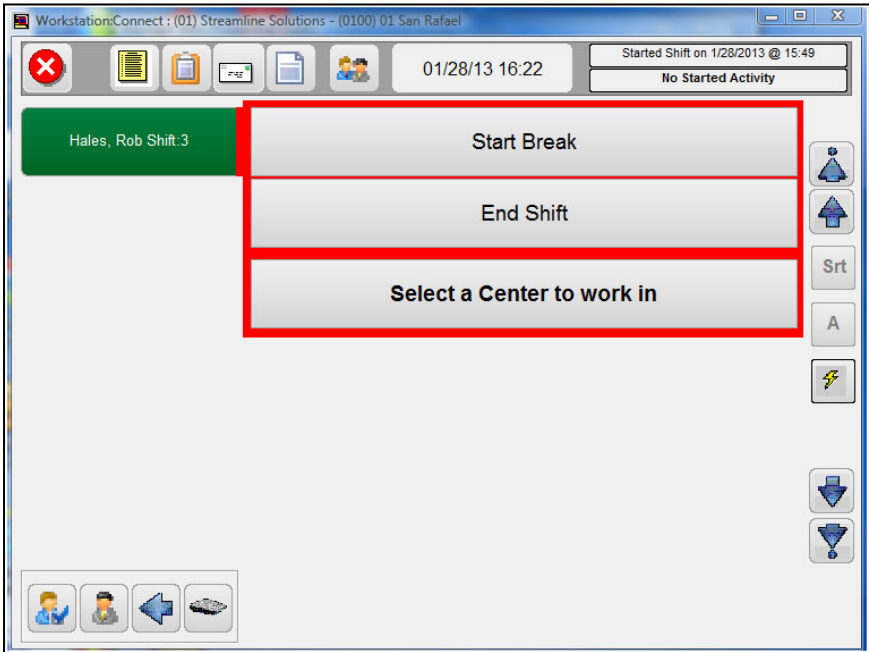 Workstation:Connect : (01) Streamline Solutions - (0100) 01 San Rafael
01/28/13 16:22
Started Shift on 1/28/2013 @ 15:49
No Started Activity
Hales, Rob Shift:3
Start Break
End Shift
Select a Center to work in
Srt
A